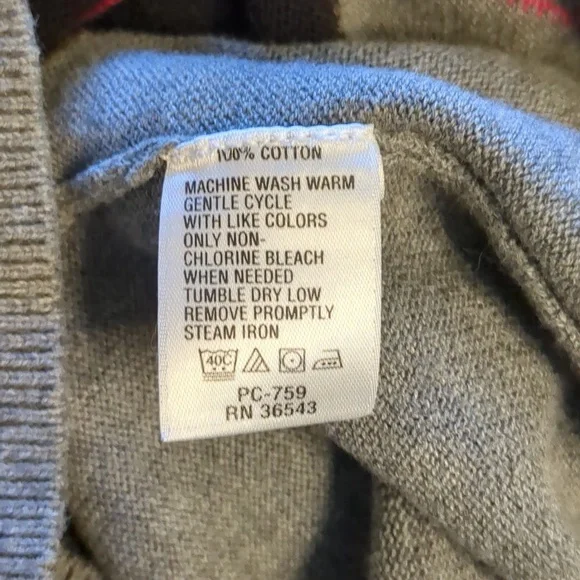 100% COTTON
MACHINE WASH WARM
GENTLE CYCLE
WITH LIKE COLORS
ONLY NON-
CHLORINE BLEACH
WHEN NEEDED
TUMBLE DRY LOW
REMOVE PROMPTLY
STEAM IRON
40C
PC-759
RN 36543